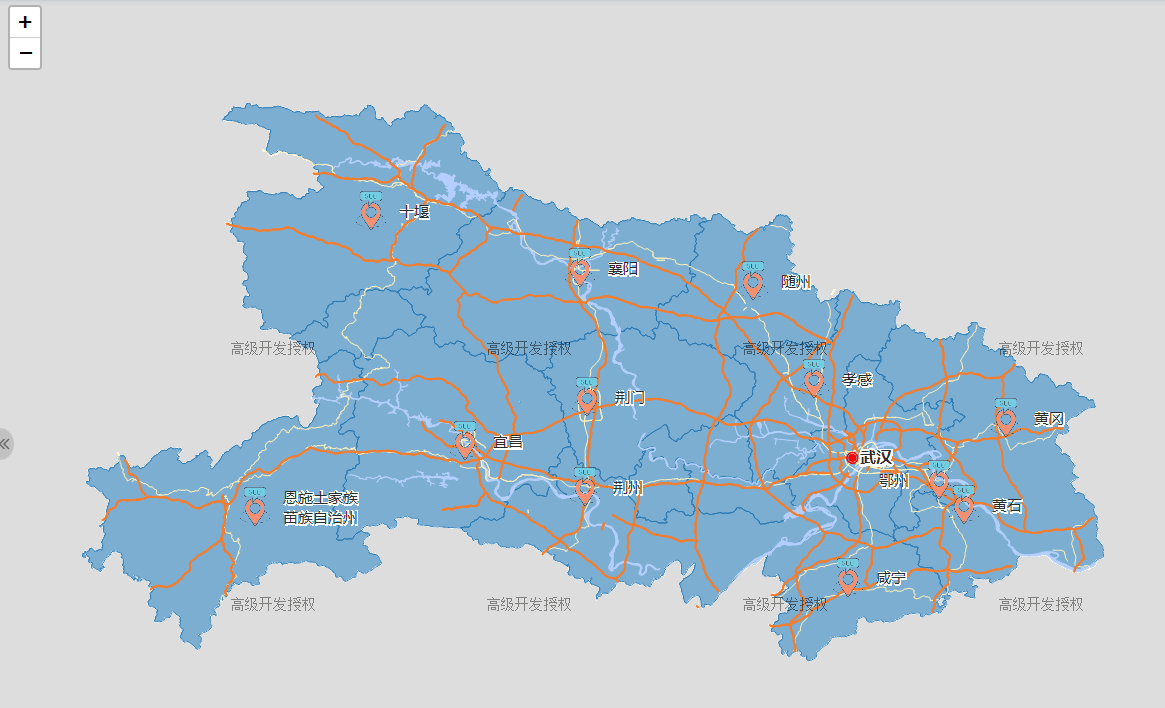 +
−
十堰
襄阳
随州
高级开发授权
高级开发授权
高级开发授权
高级开发授权
孝感
荆门
黄冈
宜昌
武汉
鄂州
荆州
恩施土家族
苗族自治州
黄石
咸宁
高级开发授权
高级开发授权
高级开发授权
高级开发授权